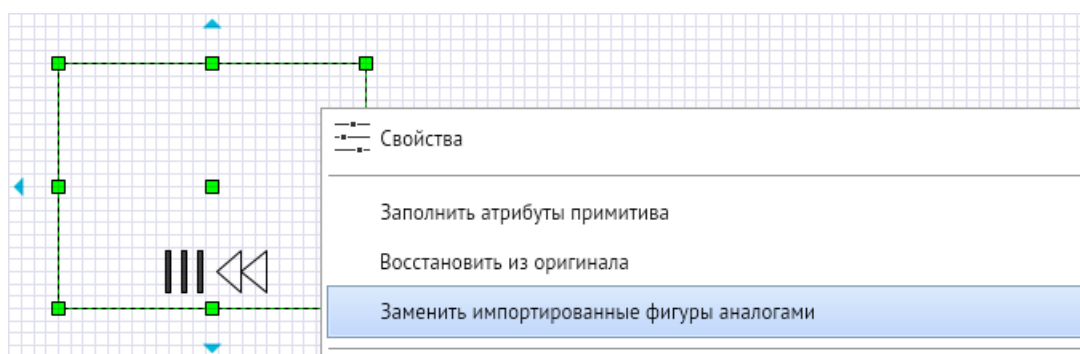 Свойства
Заполнить атрибуты примитива
Восстановить из оригинала
Заменить импортированные фигуры аналогами